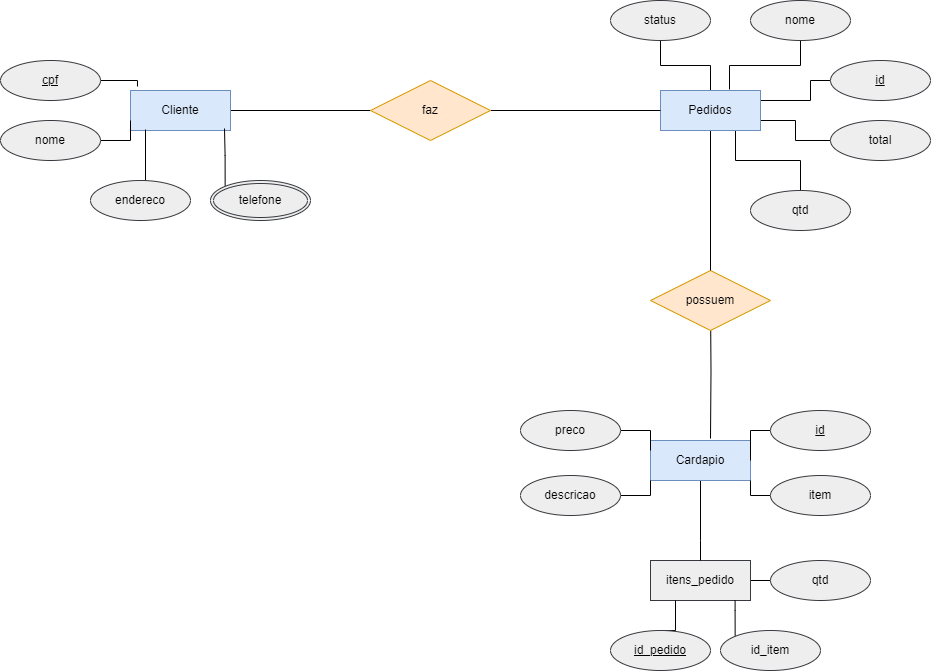 status
nome
cpf
id
Cliente
faz
Pedidos
nome
total
endereco
telefone
qtd
possuem
preco
id
Cardapio
descricao
item
itens_pedido
qtd
id_pedido
id_item